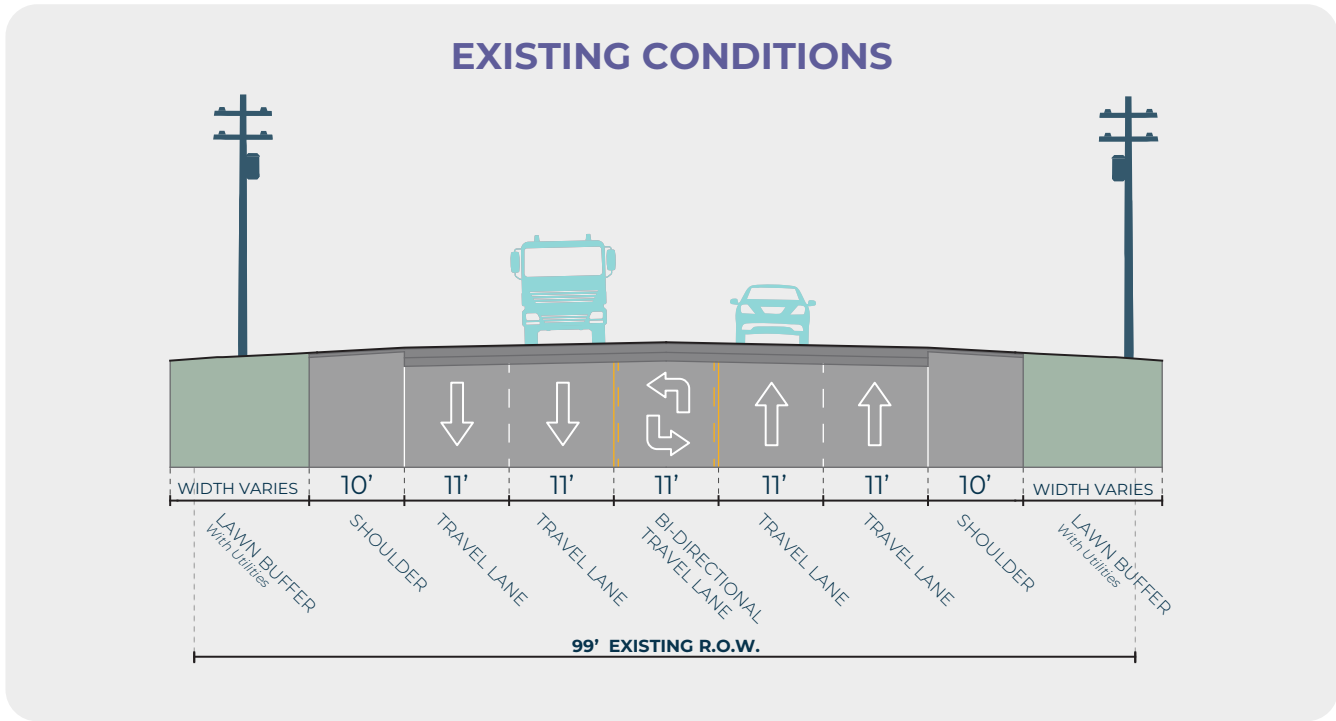 EXISTING CONDITIONS
WIDTH VARIES
10’
11’
11’
11’
11’
11’
10’
WIDTH VARIES
LAWN BUFFER
With Utilities
SHOULDER
TRAVEL LANE
TRAVEL LANE
BI-DIRECTIONAL
TRAVEL LANE
TRAVEL LANE
TRAVEL LANE
SHOULDER
LAWN BUFFER
With Utilities
99’ EXISTING R.O.W.